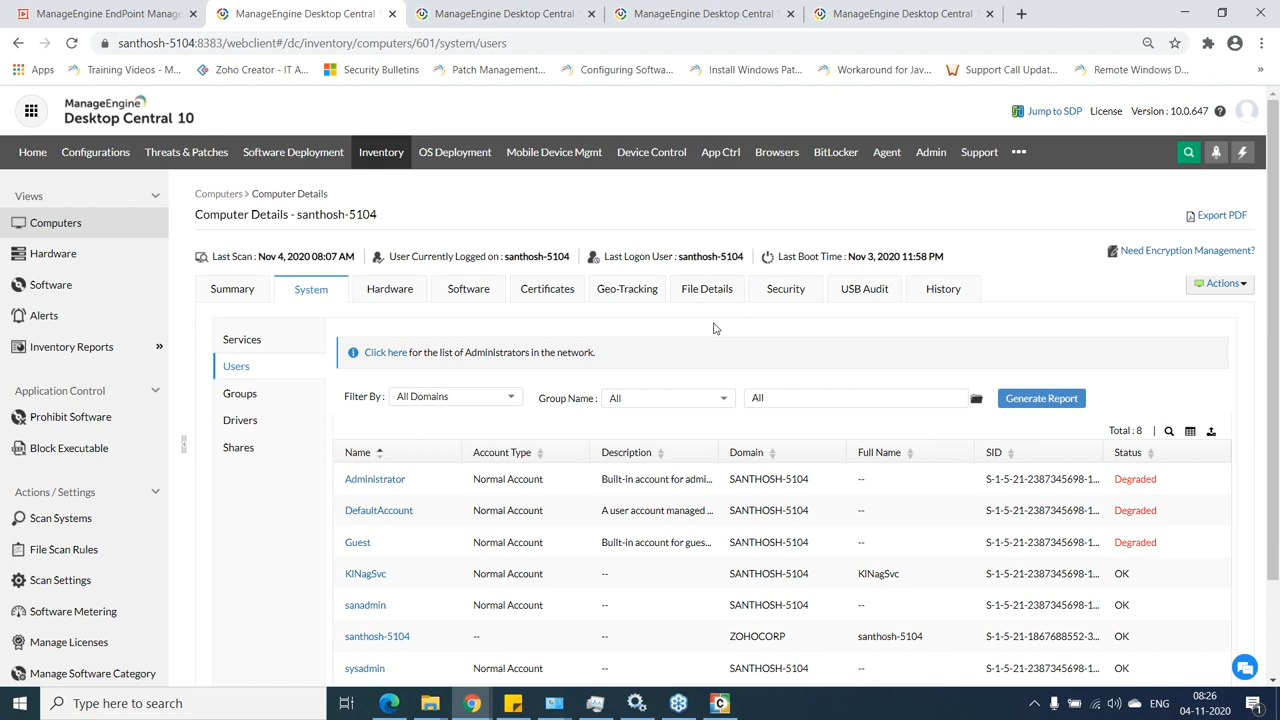 ManageEngine EndPoint Manage
ManageEngine Desktop Central 1
ManageEngine Desktop Central 1
ManageEngine Desktop Central 1
ManageEngine Desktop Central 1
santhosh-5104:8383/webclient#/dc/inventory/computers/601/system/users
Apps
Training Videos - M...
Zoho Creator - IT A...
Security Bulletins
Patch Management...
Configuring Softwa...
Install Windows Pat...
Workaround for Jav...
Support Call Updat...
Remote Windows D...
ManageEngine
Desktop Central 10
Jump to SDP
License
Version : 10.0.647
Home
Configurations
Threats & Patches
Software Deployment
Inventory
OS Deployment
Mobile Device Mgmt
Device Control
App Ctrl
Browsers
BitLocker
Agent
Admin
Support
Views
Computers
Hardware
Software
Alerts
Inventory Reports
Application Control
Prohibit Software
Block Executable
Actions / Settings
Scan Systems
File Scan Rules
Scan Settings
Software Metering
Manage Licenses
Manage Software Category
Computers > Computer Details
Computer Details - santhosh-5104
Export PDF
Last Scan : Nov 4, 2020 08:07 AM
User Currently Logged on : santhosh-5104
Last Logon User : santhosh-5104
Last Boot Time : Nov 3, 2020 11:58 PM
Need Encryption Management?
Summary
System
Hardware
Software
Certificates
Geo-Tracking
File Details
Security
USB Audit
History
Actions
Services
Users
Groups
Drivers
Shares
Click here for the list of Administrators in the network.
Filter By : All Domains
Group Name : All
All
Generate Report
Total : 8
Name Account Type Description Domain Full Name SID Status
Administrator Normal Account Built-in account for admi... SANTHOSH-5104 -- S-1-5-21-2387345698-1... Degraded
DefaultAccount Normal Account A user account managed ... SANTHOSH-5104 -- S-1-5-21-2387345698-1... Degraded
Guest Normal Account Built-in account for gues... SANTHOSH-5104 -- S-1-5-21-2387345698-1... Degraded
KlNagSvc Normal Account -- SANTHOSH-5104 KlNagSvc S-1-5-21-2387345698-1... OK
sanadmin Normal Account -- SANTHOSH-5104 -- S-1-5-21-2387345698-1... OK
santhosh-5104 -- -- ZOHOCORP santhosh-5104 S-1-5-21-1867688552-3... OK
sysadmin Normal Account -- SANTHOSH-5104 -- S-1-5-21-2387345698-1... OK
Type here to search
ENG
08:26
04-11-2020